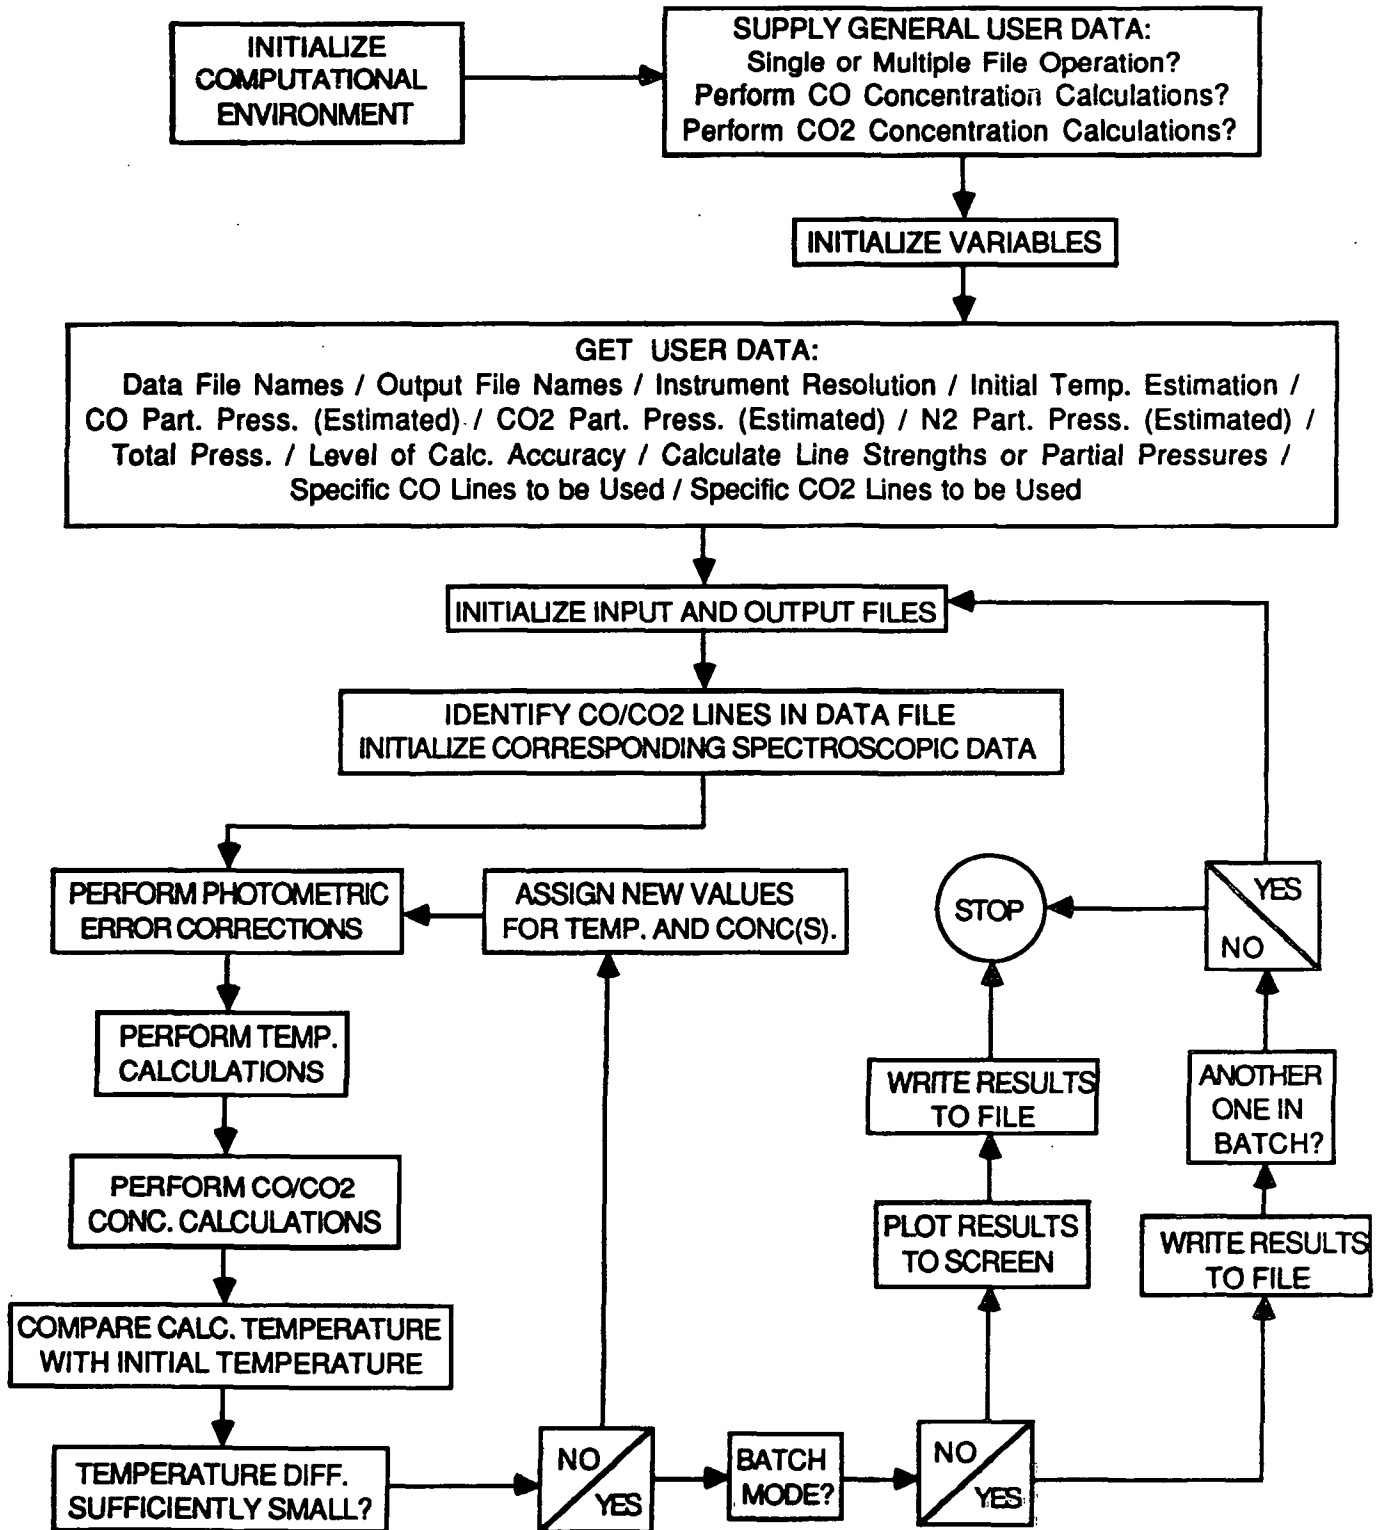 INITIALIZE
COMPUTATIONAL
ENVIRONMENT
SUPPLY GENERAL USER DATA:
Single or Multiple File Operation?
Perform CO Concentration Calculations?
Perform CO2 Concentration Calculations?
INITIALIZE VARIABLES
GET USER DATA:
Data File Names / Output File Names / Instrument Resolution / Initial Temp. Estimation /
CO Part. Press. (Estimated) / CO2 Part. Press. (Estimated) / N2 Part. Press. (Estimated) /
Total Press. / Level of Calc. Accuracy / Calculate Line Strengths or Partial Pressures /
Specific CO Lines to be Used / Specific CO2 Lines to be Used
INITIALIZE INPUT AND OUTPUT FILES
IDENTIFY CO/CO2 LINES IN DATA FILE
INITIALIZE CORRESPONDING SPECTROSCOPIC DATA
PERFORM PHOTOMETRIC
ERROR CORRECTIONS
ASSIGN NEW VALUES
FOR TEMP. AND CONC(S).
STOP
YES
NO
PERFORM TEMP.
CALCULATIONS
WRITE RESULTS
TO FILE
ANOTHER
ONE IN
BATCH?
PERFORM CO/CO2
CONC. CALCULATIONS
PLOT RESULTS
TO SCREEN
WRITE RESULTS
TO FILE
COMPARE CALC. TEMPERATURE
WITH INITIAL TEMPERATURE
TEMPERATURE DIFF.
SUFFICIENTLY SMALL?
NO
YES
BATCH
MODE?
NO
YES